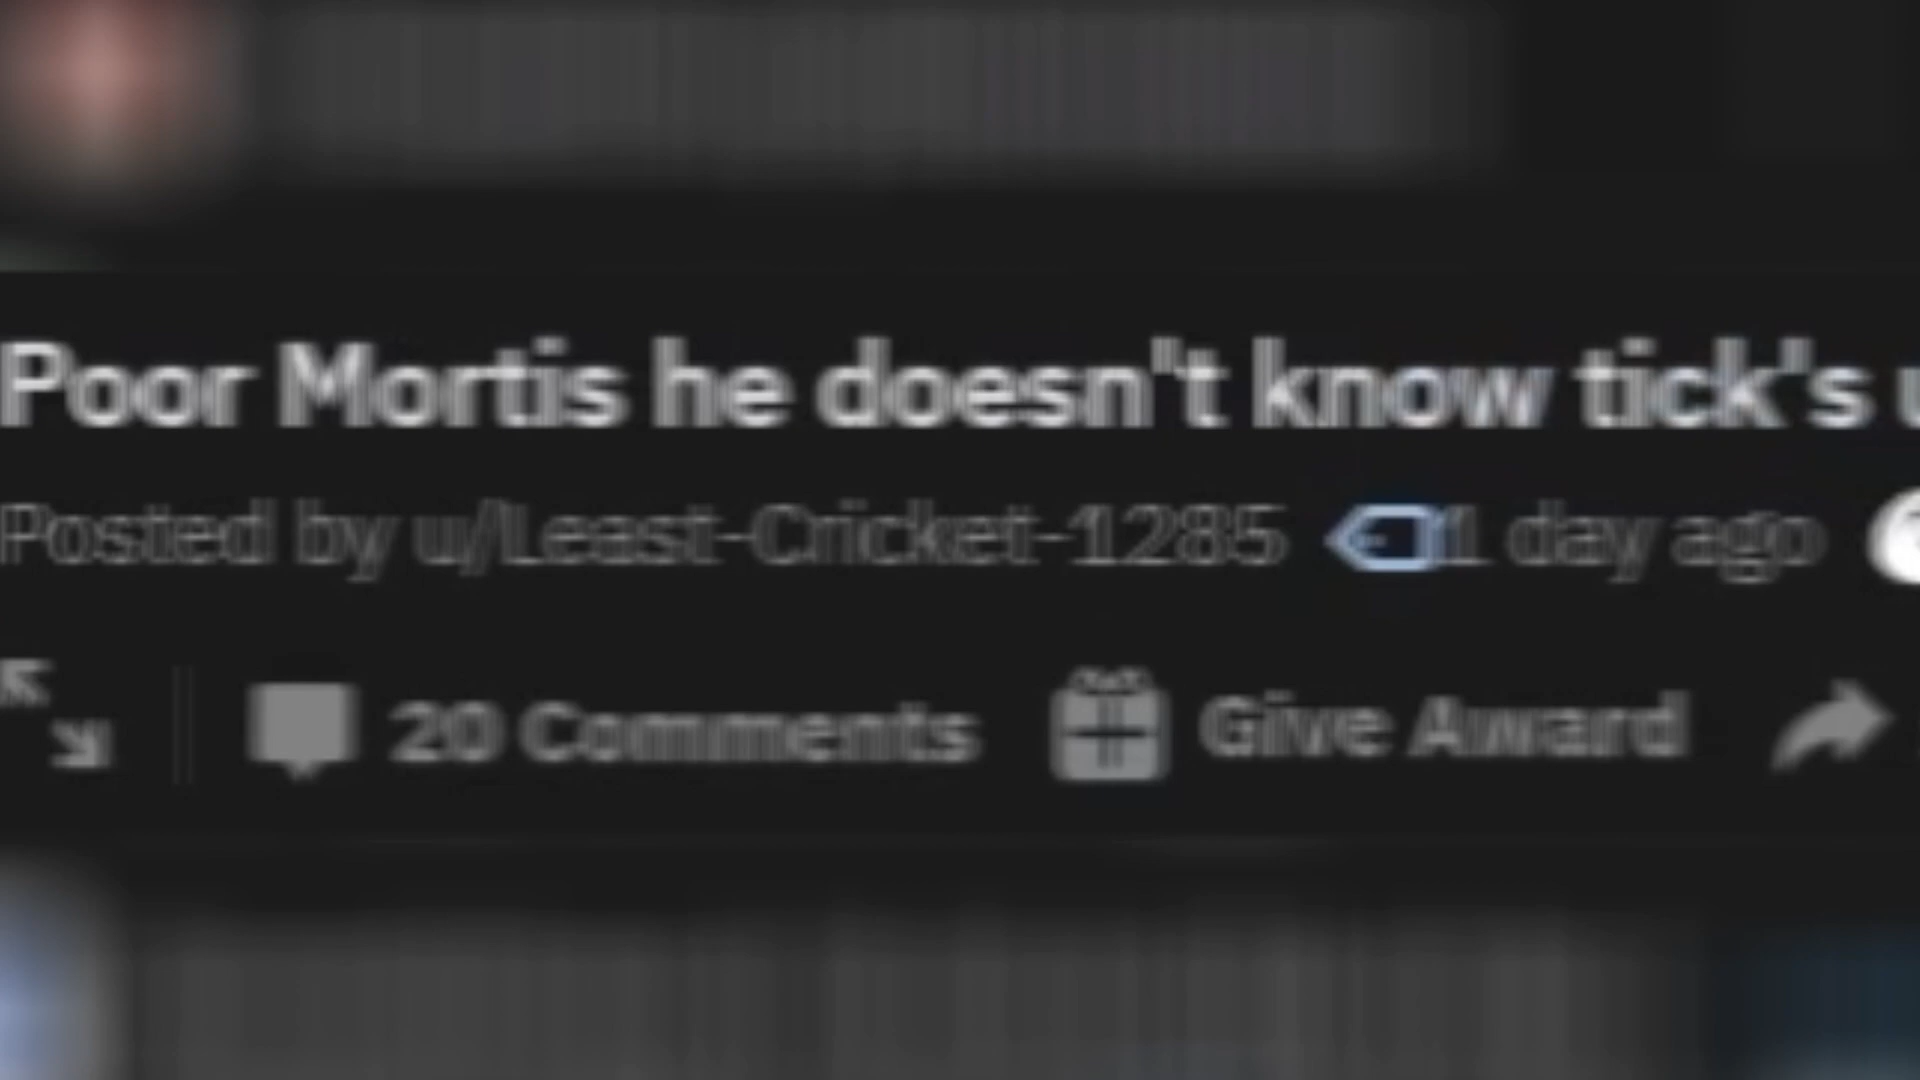 Poor Mortis he doesn't know tick's u
Posted by u/Least-Cricket-1285 1 day ago
20 Comments Give Award